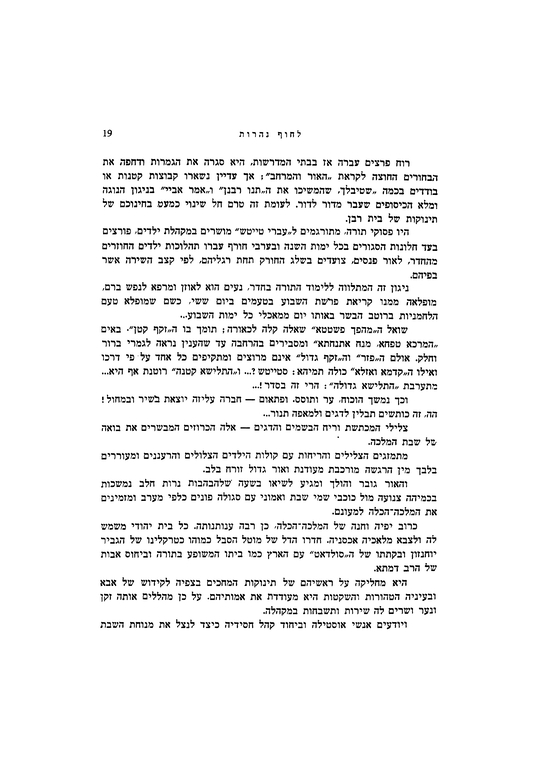 לחוף נהרות 19
רוח פרצים עברה אז בבתי המדרשות, היא סגרה את הגמרות ודחפה את
הבחורים החוצה לקראת „האור והמרחב״; אך עדיין נשארו קבוצות קטנות או
בודדים בכמה „שטיבלך״, שהמשיכו את ה„תנו רבנן״ ו„אמר אביי״ בניגון הנוגה
ומלא הכיסופים שעבר מדור לדור. לעומת זה טרם חל שינוי כמעט בחינוכם של
תינוקות של בית רבן.
היו פסוקי תורה, מתורגמים ל„עברי טייטש״ מושרים במקהלת ילדים, פורצים
בעד חלונות הסגורים בכל ימות השנה ובערבי חורף עברו תהלוכות ילדים החוזרים
מהחדר, לאור פנסים, צועדים בשלג החורק תחת רגליהם, לפי קצב השירה אשר
בפיהם.
ניגון זה המתלווה ללימוד התורה בחדר, נעים הוא לאוזן ומרפא לנפש ברם,
מופלאה ממנו קריאת פרשת השבוע בטעמים ביום ששי, כשם שמופלא טעם
הלחמניות ברוטב הבשר באותו יום ממאכלי כל ימות השבוע...
שואל ה„מהפך פשטא״ שאלה קלה לכאורה; תומך בו ה„זקף קטן״, באים
„המרכא טפחא, מנח אתנחתא״ ומסבירים בהרחבה עד שהענין נראה לגמרי ברור
וחלק, אולם ה„פזר״ וה„זקף גדול״ אינם מרוצים ומתקיפים כל אחד על פי דרכו
ואילו ה„קדמא ואזלא״ כולה תמיהא: סטייטש?... ו„התלישא קטנה״ רוטנת אף היא...
מתערבת „התלישא גדולה״: הרי זה בסדר!...
וכך נמשך הוכוח, ער ותוסס, ופתאום — חברה עליזה יוצאת בשיר ובמחול!
הה, זה כותשים תבלין לדגים ולמאפה תנור...
צלילי המכתשת וריח הבשמים והדגים — אלה הכרוזים המבשרים את בואה
של שבת המלכה.
מתמזגים הצלילים והריחות עם קולות הילדים הצלולים והרעננים ומעוררים
בלבך מין הרגשה מורכבת מעודנת ואור גדול זורח בלב.
והאור גובר והולך ומגיע לשיאו בשעה שלהבהבות נרות חלב נמשכות
בכמיהה צנועה מול כוכבי שמי שבת ואמוני עם סגולה פונים כלפי מערב ומזמינים
את המלכה־הכלה למעונם.
כרוב יפיה וחנה של המלכה־הכלה, כן רבה ענותנותה. כל בית יהודי משמש
לה ולצבא מלאכיה אכסניה. חדרו הדל של מוטל הסבל כמוהו כטרקלינו של הגביר
יוחנזון ובקתתו של ה„סולדאט״ עם הארץ כמו ביתו המשופע בתורה וביחוס אבות
של הרב דמתא.
היא מחליקה על ראשיהם של תינוקות המחכים בצפיה לקידוש של אבא
ובעיניה הטהורות והשקטות היא מעודדת את אמותיהם. על כן מהללים אותה זקן
ונער ושרים לה שירות ותשבחות במקהלה.
ויודעים אנשי אוסטילה וביחוד קהל חסידיה כיצד לנצל את מנוחת השבת